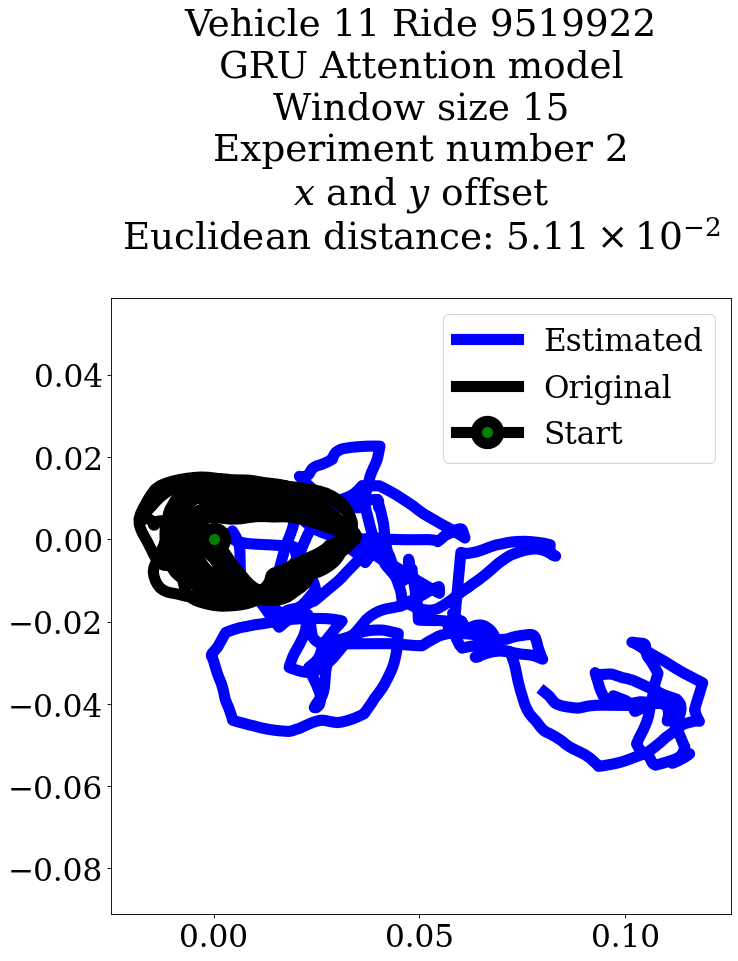 Vehicle 11 Ride 9519922
GRU Attention model
Window size 15
Experiment number 2
x and y offset
Euclidean distance: 5.11 × 10⁻²
Estimated
Original
Start
0.04
0.02
0.00
−0.02
−0.04
−0.06
−0.08
0.00 0.05 0.10